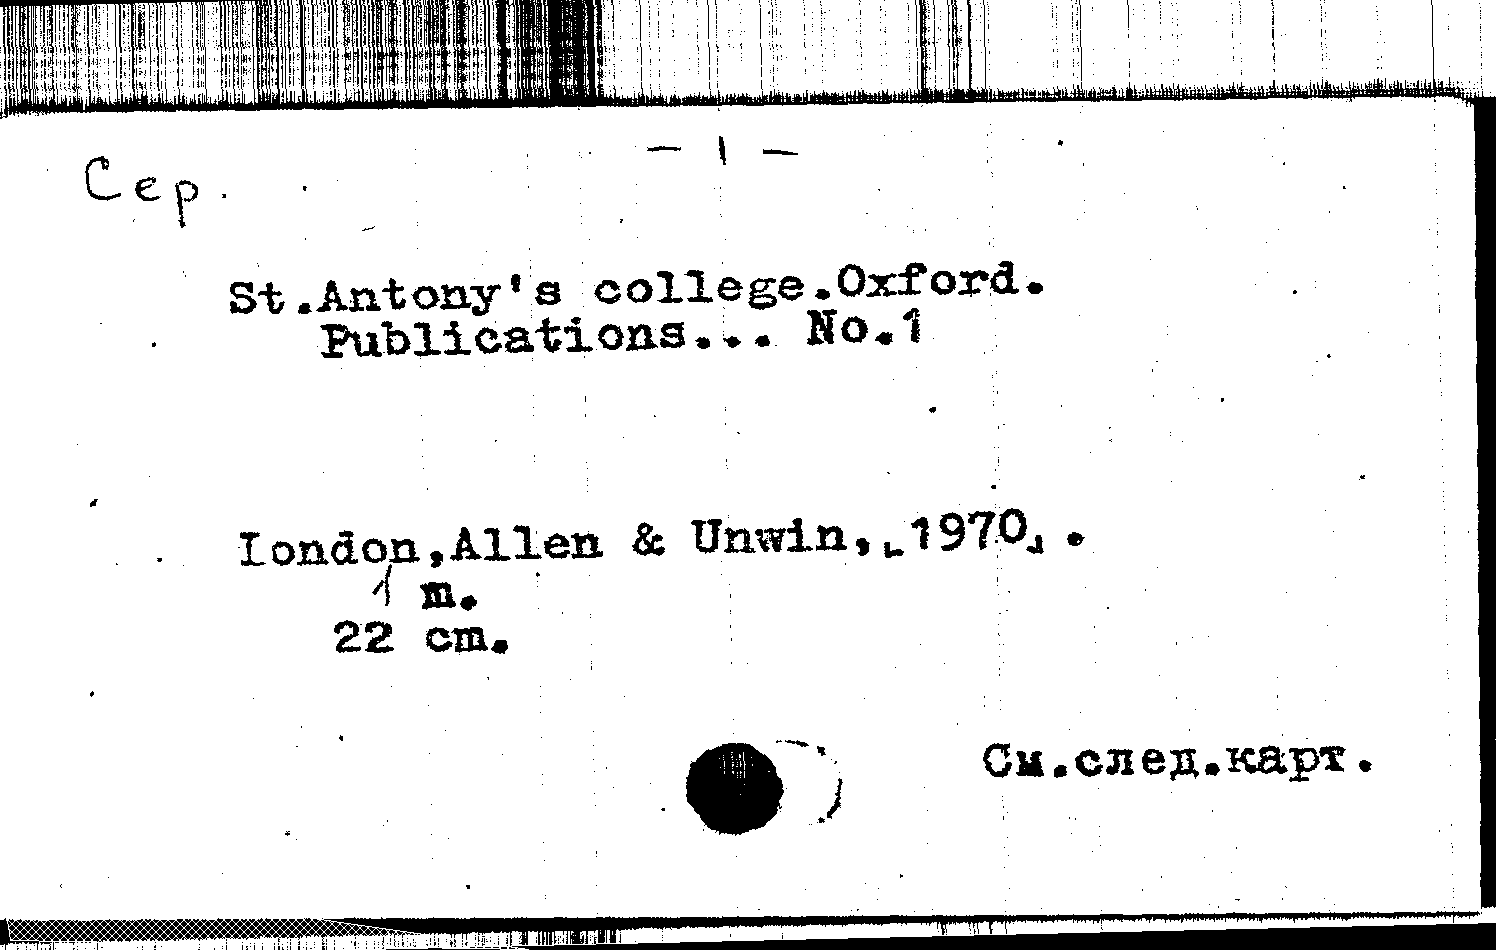 — 1 —
Сер.
St.Antony's college.Oxford.
Publications... No.1
London,Allen & Unwin,[1970].
1 m.
22 cm.
См.след.карт.